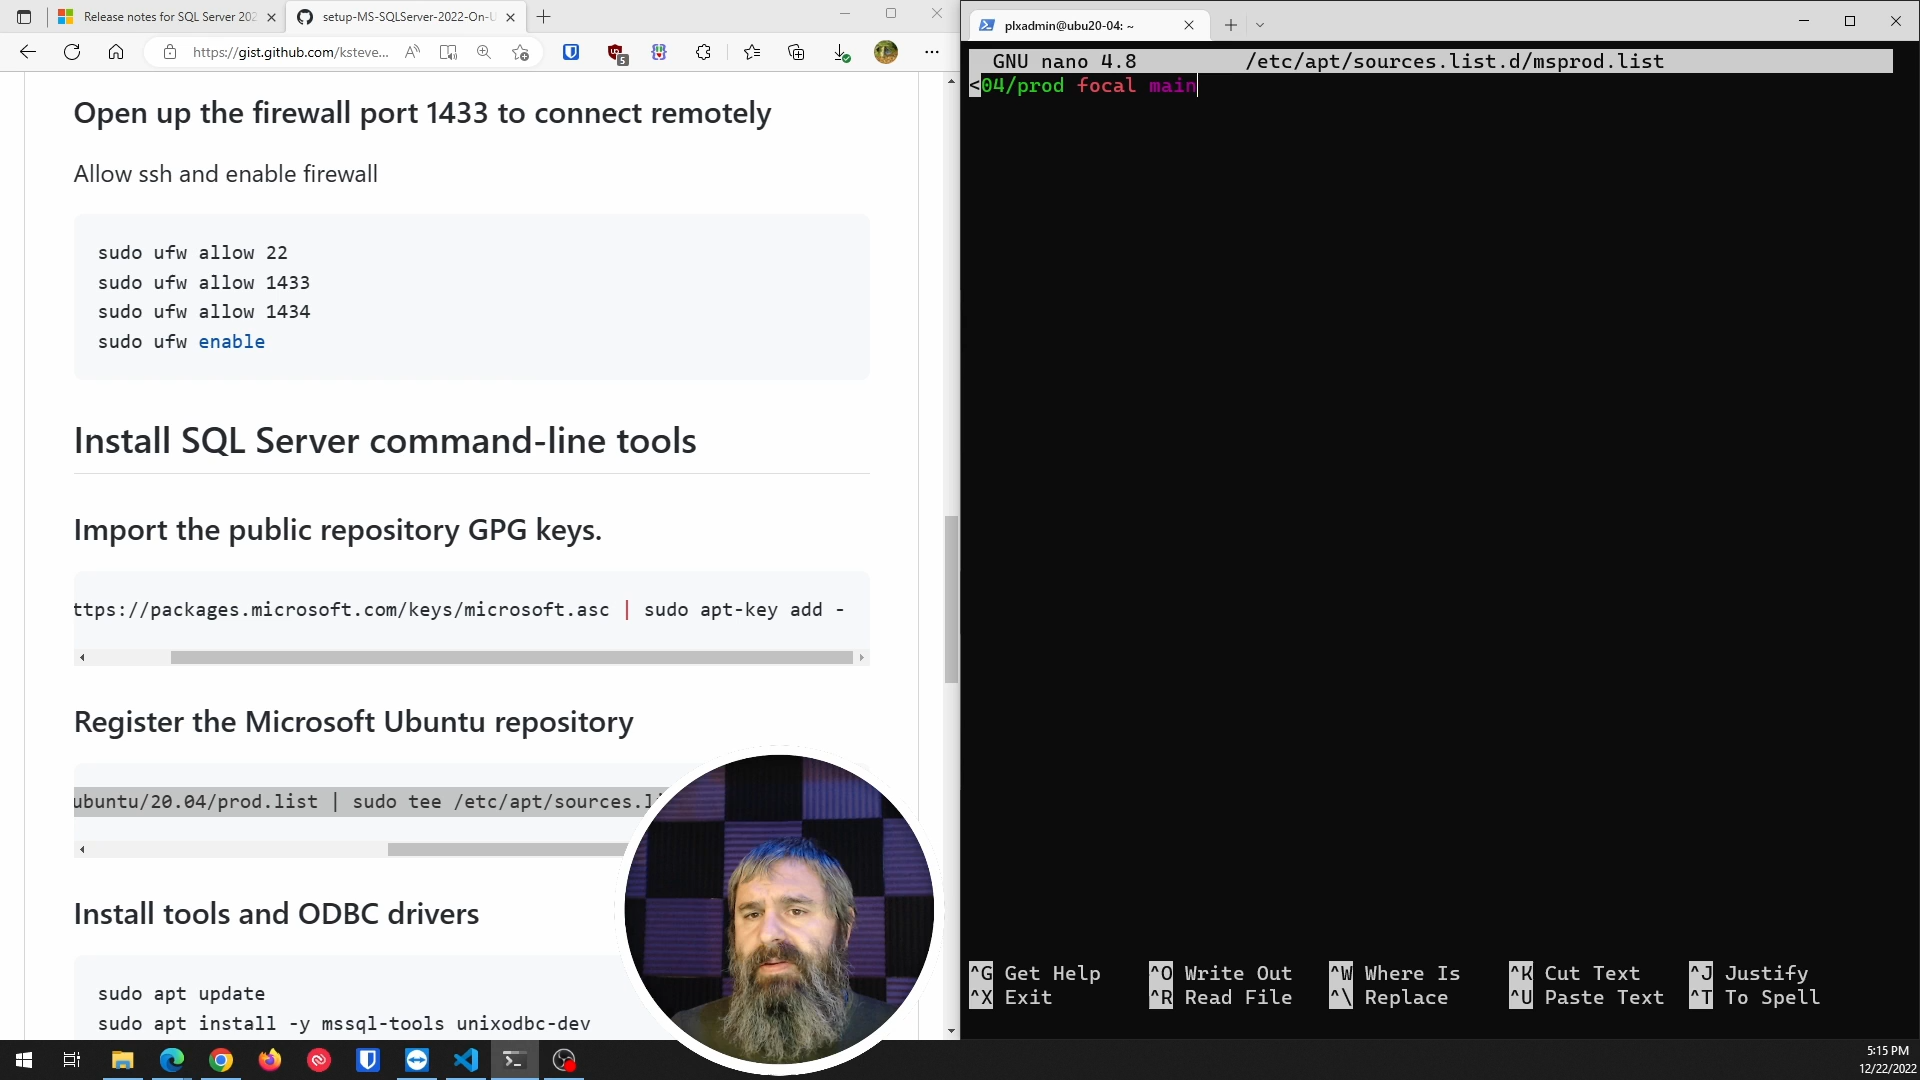 Release notes for SQL Server 202
setup-MS-SQLServer-2022-On-U
https://gist.github.com/ksteve...
5
Open up the firewall port 1433 to connect remotely
Allow ssh and enable firewall
sudo ufw allow 22
sudo ufw allow 1433
sudo ufw allow 1434
sudo ufw enable
Install SQL Server command-line tools
Import the public repository GPG keys.
ttps://packages.microsoft.com/keys/microsoft.asc | sudo apt-key add -
Register the Microsoft Ubuntu repository
ubuntu/20.04/prod.list | sudo tee /etc/apt/sources.li
Install tools and ODBC drivers
sudo apt update
sudo apt install -y mssql-tools unixodbc-dev
plxadmin@ubu20-04: ~
GNU nano 4.8 /etc/apt/sources.list.d/msprod.list
<04/prod focal main
^G Get Help ^O Write Out ^W Where Is ^K Cut Text ^J Justify
^X Exit ^R Read File ^\ Replace ^U Paste Text ^T To Spell
5:15 PM
12/22/2022